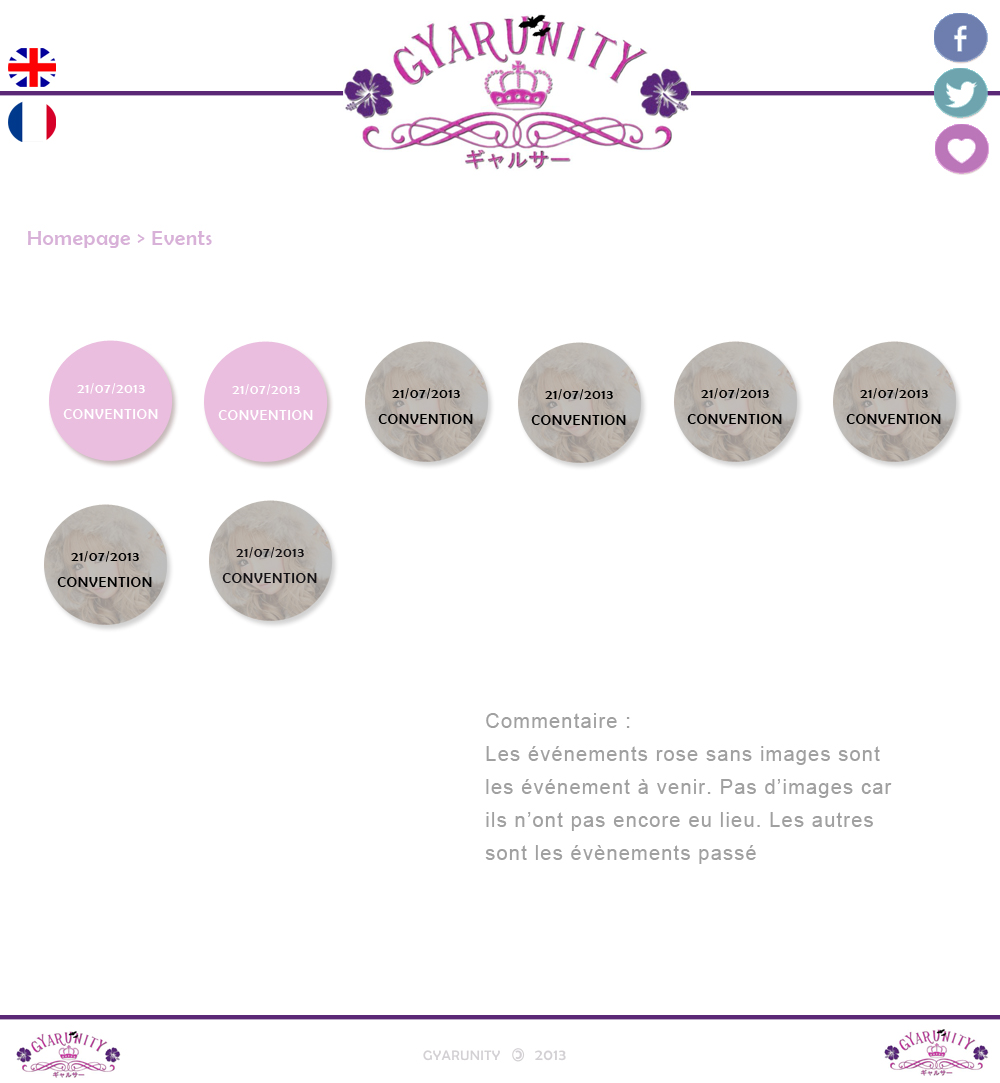 GYARUNITY
ギャルサー
Homepage > Events
21/07/2013
CONVENTION
21/07/2013
CONVENTION
21/07/2013
CONVENTION
21/07/2013
CONVENTION
21/07/2013
CONVENTION
21/07/2013
CONVENTION
21/07/2013
CONVENTION
21/07/2013
CONVENTION
Commentaire :
Les événements rose sans images sont
les événement à venir. Pas d’images car
ils n’ont pas encore eu lieu. Les autres
sont les évènements passé
GYARUNITY
ギャルサー
GYARUNITY © 2013
GYARUNITY
ギャルサー